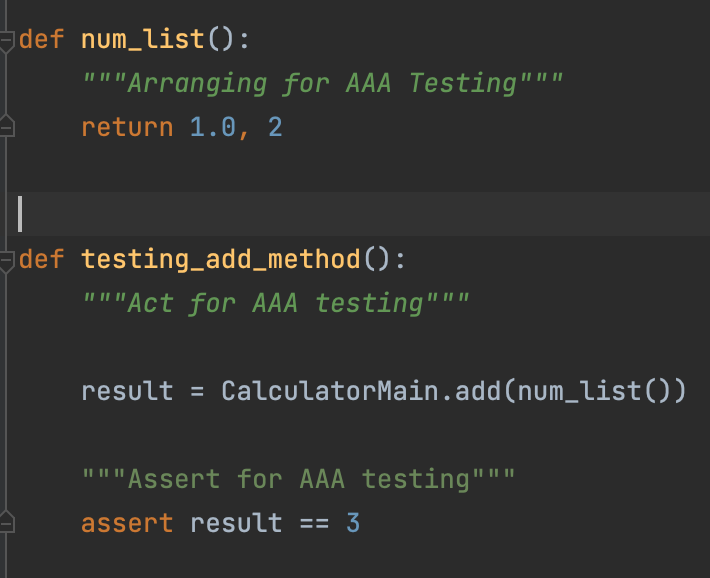 def num_list():
    """Arranging for AAA Testing"""
    return 1.0, 2
def testing_add_method():
    """Act for AAA testing"""
    result = CalculatorMain.add(num_list())
    """Assert for AAA testing"""
    assert result == 3